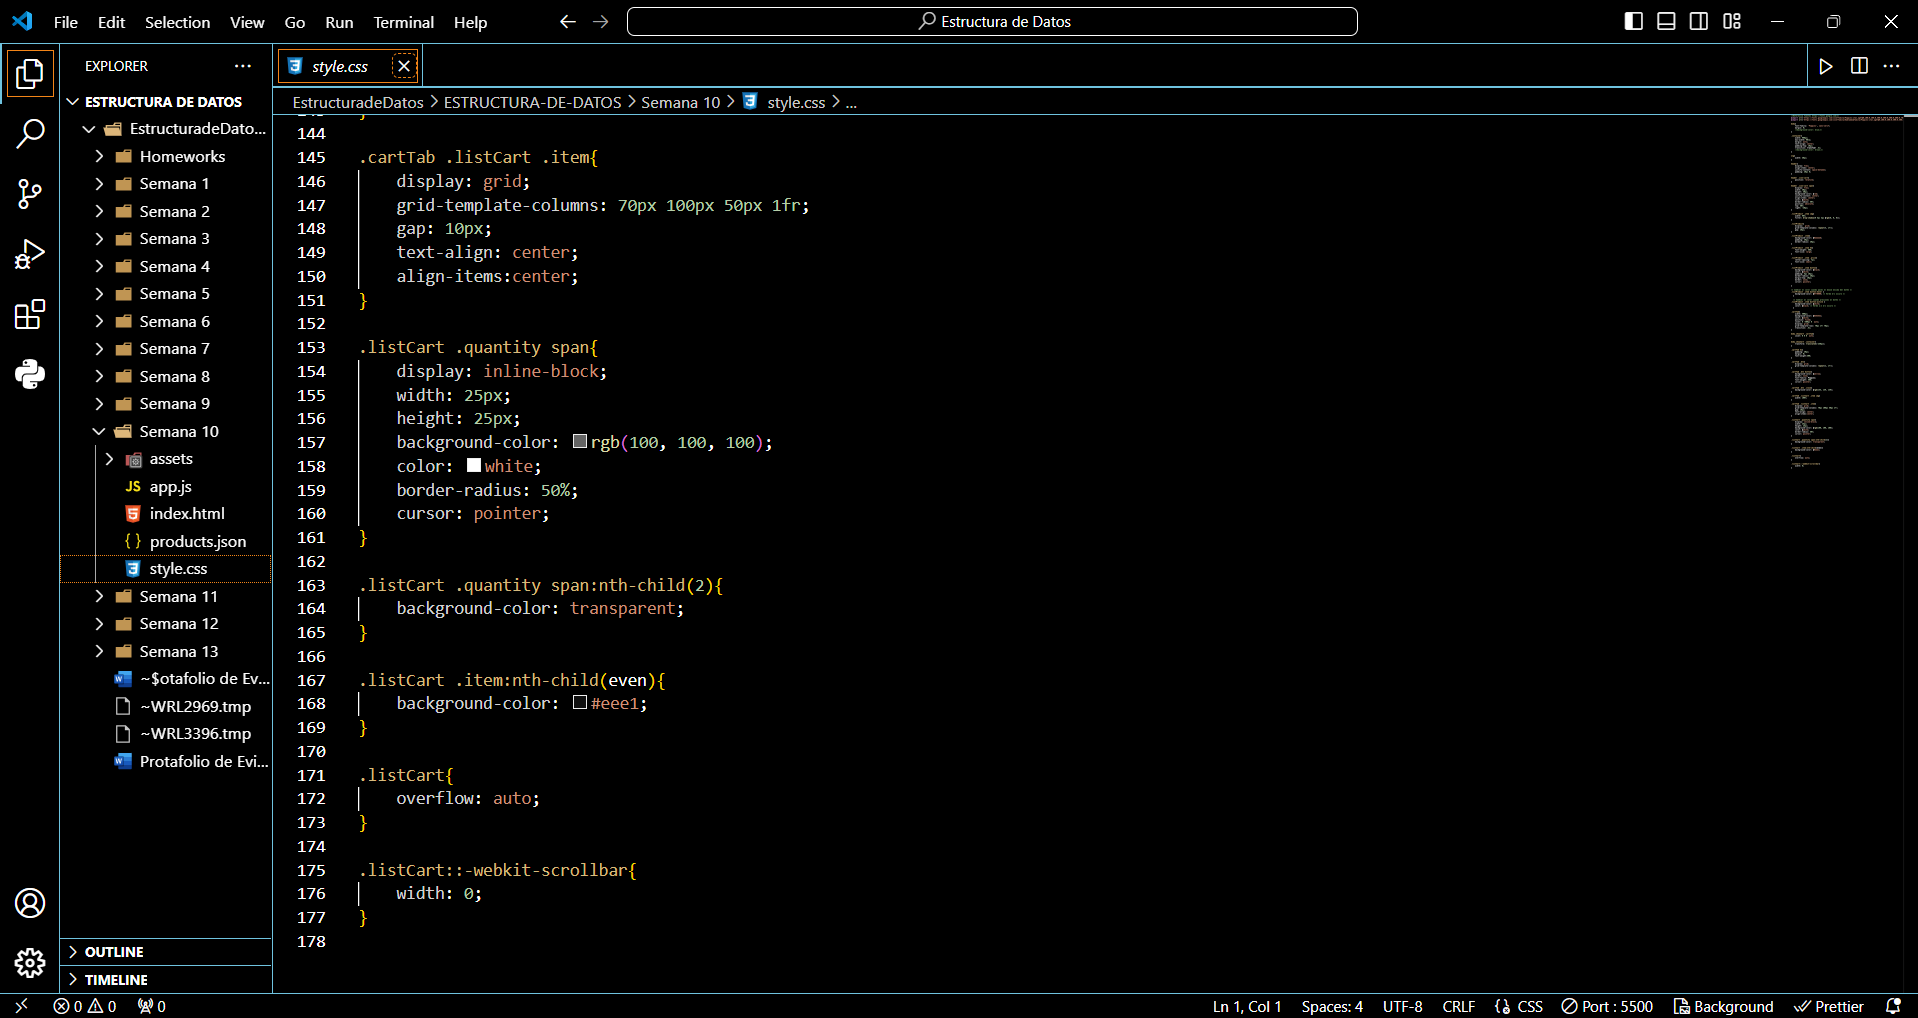 File Edit Selection View Go Run Terminal Help
Estructura de Datos
EXPLORER
ESTRUCTURA DE DATOS
EstructuradeDato...
Homeworks
Semana 1
Semana 2
Semana 3
Semana 4
Semana 5
Semana 6
Semana 7
Semana 8
Semana 9
Semana 10
assets
JS app.js
index.html
{} products.json
style.css
Semana 11
Semana 12
Semana 13
~$otafolio de Ev...
~WRL2969.tmp
~WRL3396.tmp
Protafolio de Evi...
OUTLINE
TIMELINE
style.css
EstructuradeDatos > ESTRUCTURA-DE-DATOS > Semana 10 > style.css > ...
144
145 .cartTab .listCart .item{
146 display: grid;
147 grid-template-columns: 70px 100px 50px 1fr;
148 gap: 10px;
149 text-align: center;
150 align-items:center;
151 }
152
153 .listCart .quantity span{
154 display: inline-block;
155 width: 25px;
156 height: 25px;
157 background-color: rgb(100, 100, 100);
158 color: white;
159 border-radius: 50%;
160 cursor: pointer;
161 }
162
163 .listCart .quantity span:nth-child(2){
164 background-color: transparent;
165 }
166
167 .listCart .item:nth-child(even){
168 background-color: #eee1;
169 }
170
171 .listCart{
172 overflow: auto;
173 }
174
175 .listCart::-webkit-scrollbar{
176 width: 0;
177 }
178
0 0 0 Ln 1, Col 1 Spaces: 4 UTF-8 CRLF {} CSS Port : 5500 Background Prettier